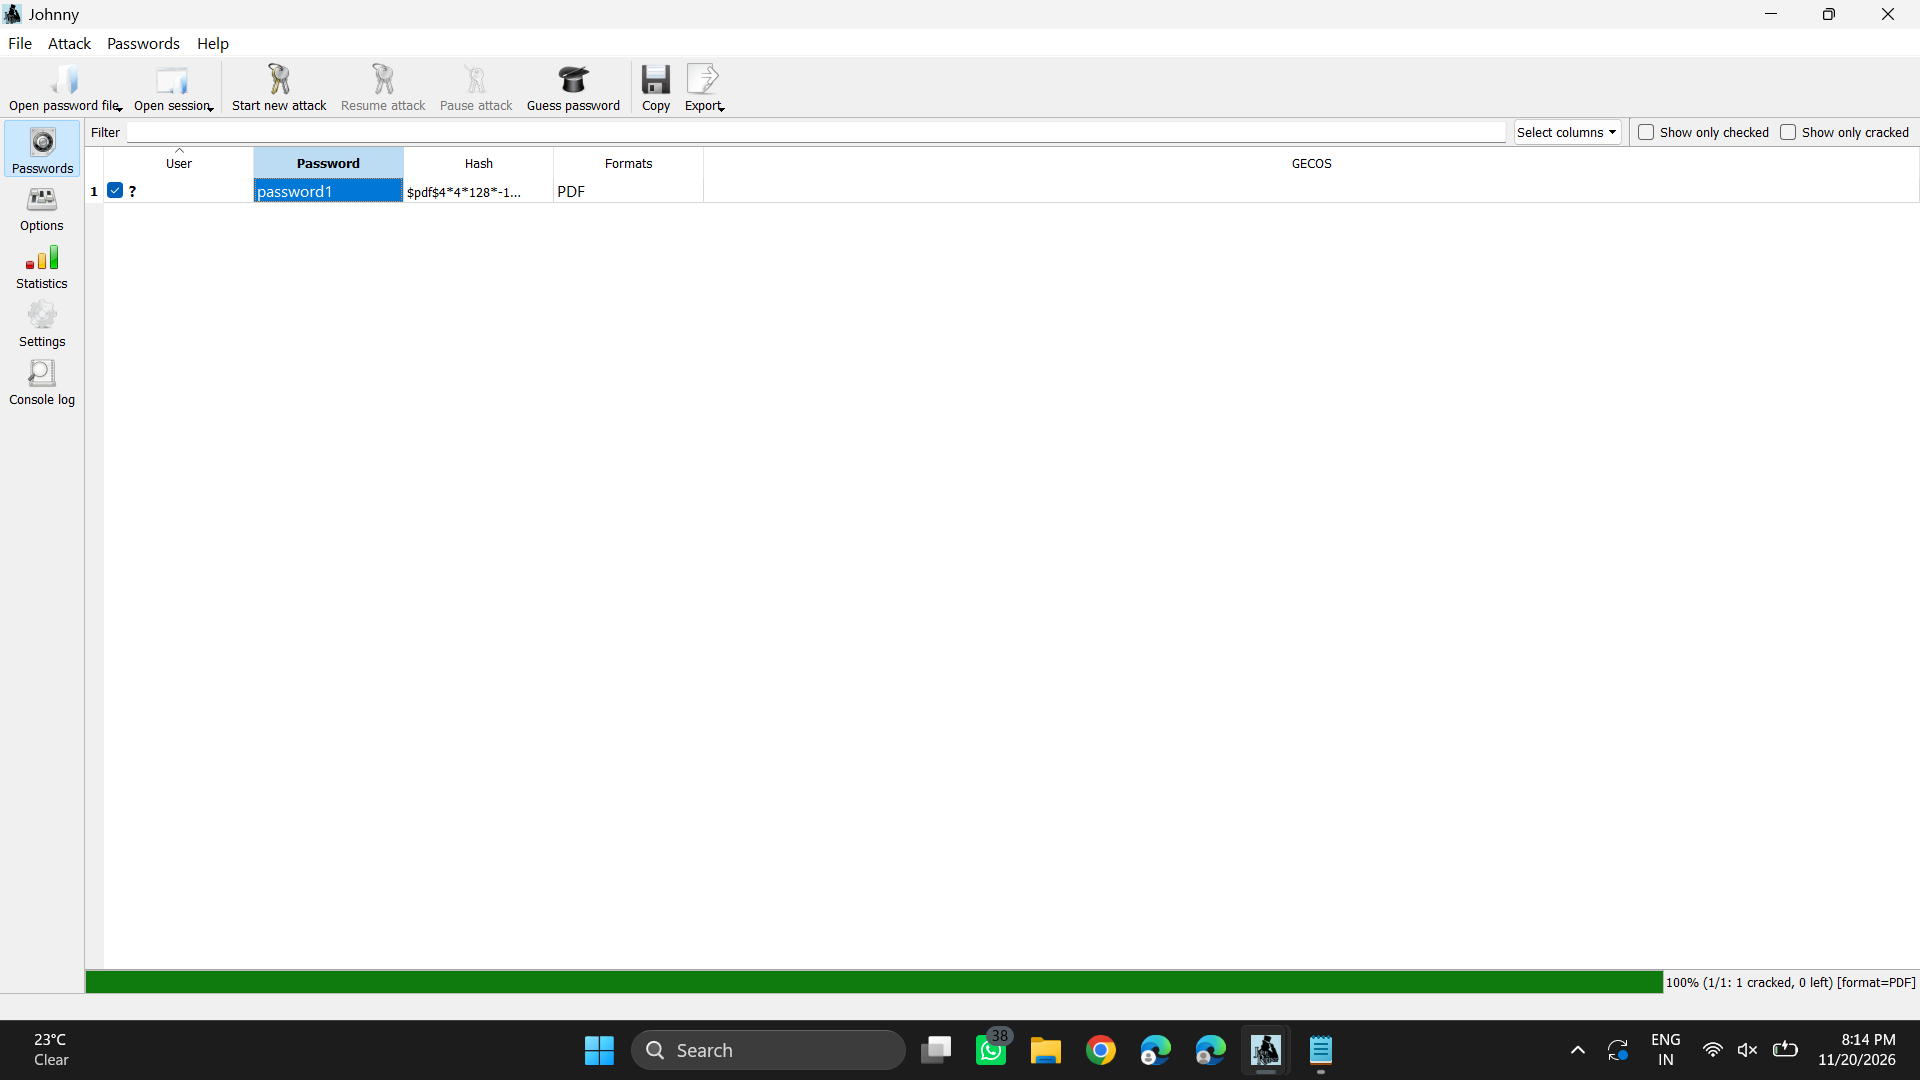 Johnny
File Attack Passwords Help
Open password file Open session Start new attack Resume attack Pause attack Guess password Copy Export
Filter Select columns Show only checked Show only cracked
User Password Hash Formats GECOS
1 ? password1 $pdf$4*4*128*-1... PDF
Passwords
Options
Statistics
Settings
Console log
100% (1/1: 1 cracked, 0 left) [format=PDF]
23°C
Clear
Search
38
ENG
IN
8:14 PM
11/20/2026